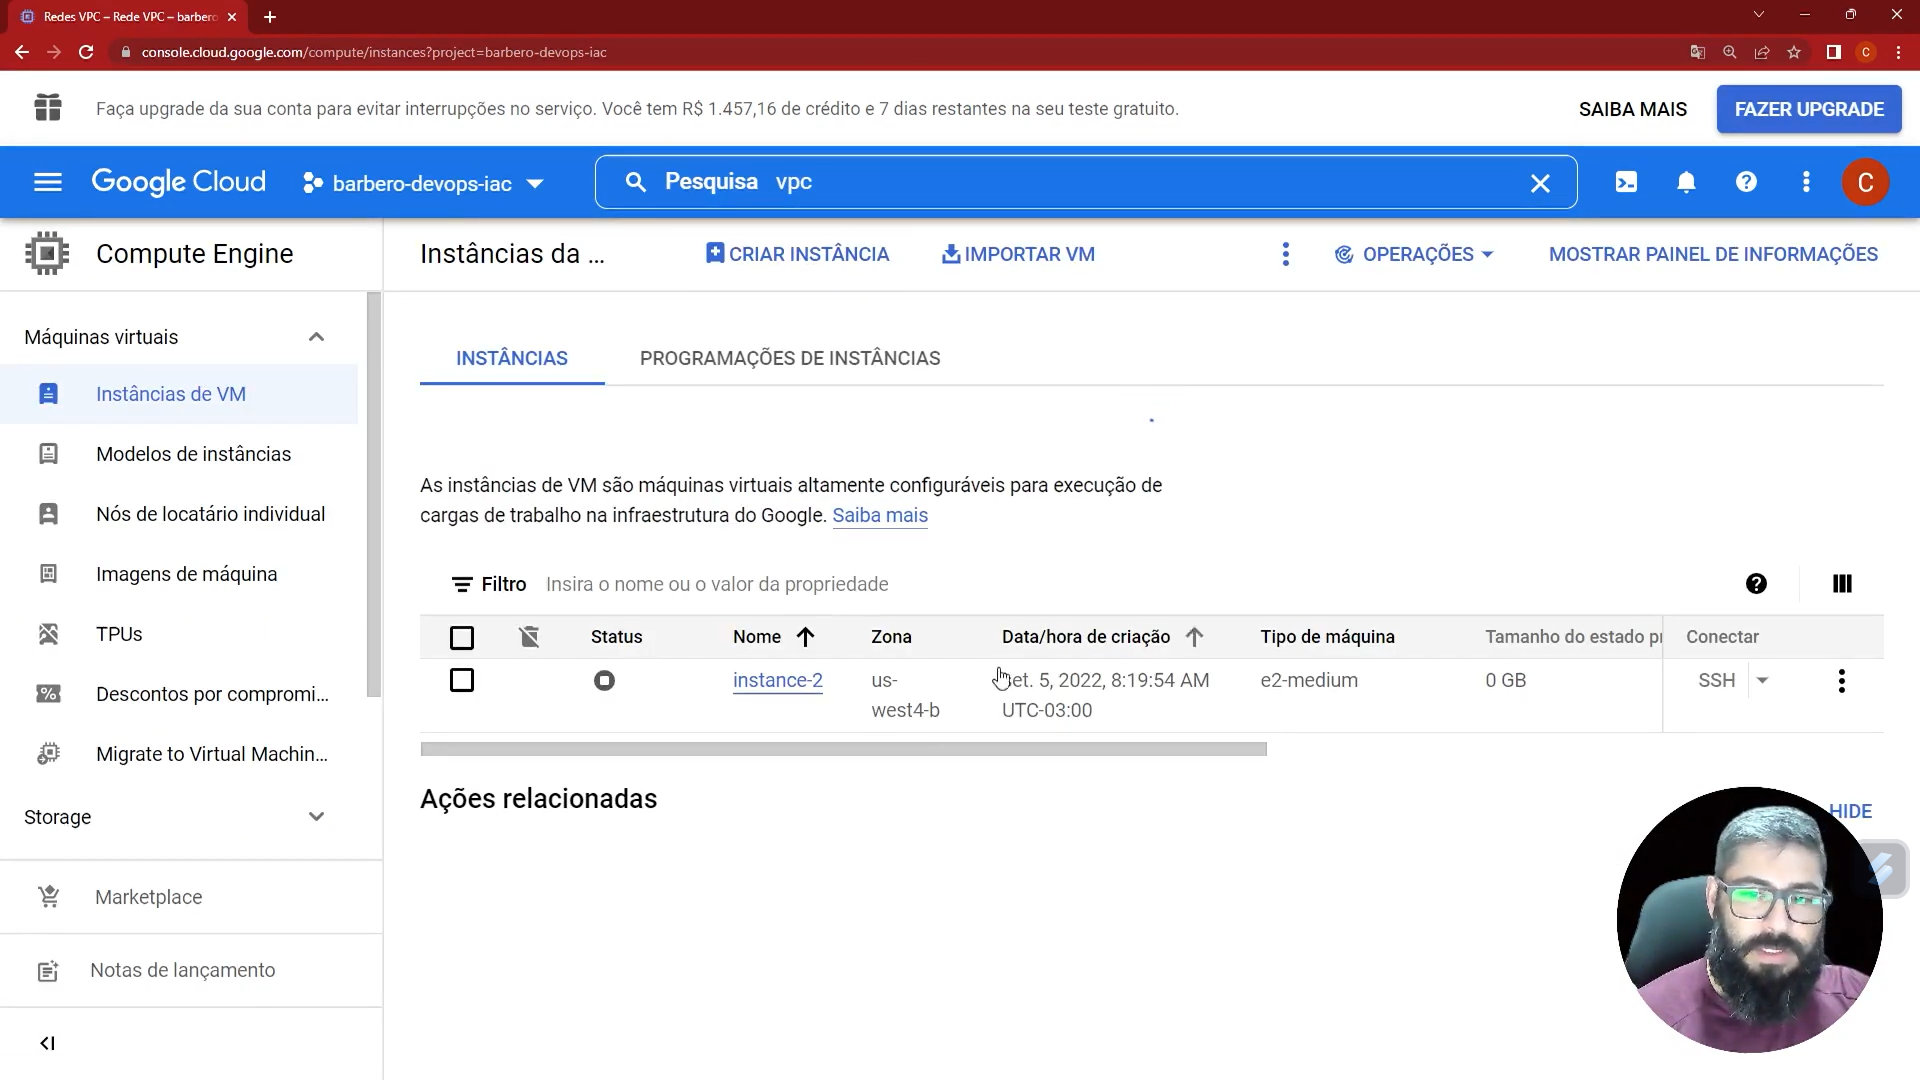 Redes VPC – Rede VPC – barbero
console.cloud.google.com/compute/instances?project=barbero-devops-iac
C
Faça upgrade da sua conta para evitar interrupções no serviço. Você tem R$ 1.457,16 de crédito e 7 dias restantes na seu teste gratuito.
SAIBA MAIS
FAZER UPGRADE
Google Cloud
barbero-devops-iac
Pesquisa vpc
C
Compute Engine
Instâncias da ...
CRIAR INSTÂNCIA
IMPORTAR VM
OPERAÇÕES
MOSTRAR PAINEL DE INFORMAÇÕES
Máquinas virtuais
Instâncias de VM
Modelos de instâncias
Nós de locatário individual
Imagens de máquina
TPUs
Descontos por compromi...
Migrate to Virtual Machin...
Storage
Marketplace
Notas de lançamento
INSTÂNCIAS
PROGRAMAÇÕES DE INSTÂNCIAS
As instâncias de VM são máquinas virtuais altamente configuráveis para execução de
cargas de trabalho na infraestrutura do Google. Saiba mais
Filtro Insira o nome ou o valor da propriedade
Status Nome Zona Data/hora de criação Tipo de máquina Tamanho do estado Conectar
instance-2 us- et. 5, 2022, 8:19:54 AM e2-medium 0 GB SSH
west4-b UTC-03:00
Ações relacionadas
HIDE